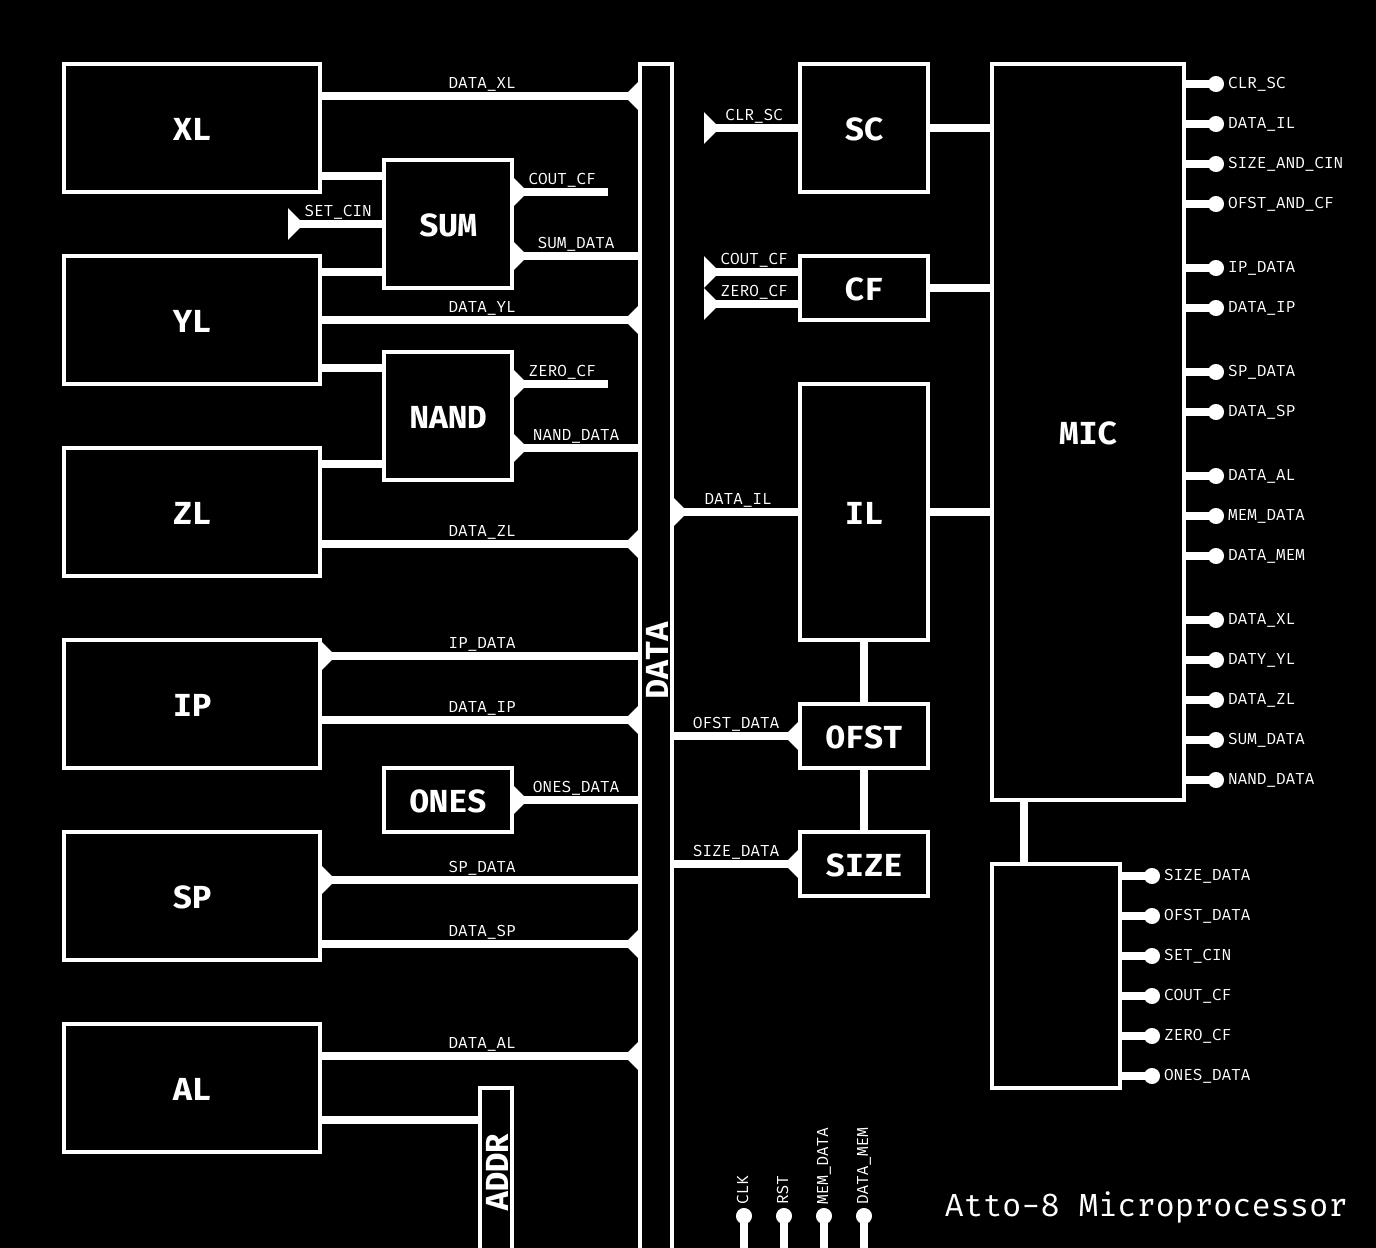 XL
DATA_XL
SET_CIN
SUM
COUT_CF
SUM_DATA
YL
DATA_YL
NAND
ZERO_CF
NAND_DATA
ZL
DATA_ZL
IP
IP_DATA
DATA_IP
ONES
ONES_DATA
SP
SP_DATA
DATA_SP
AL
DATA_AL
ADDR
DATA
CLR_SC
SC
COUT_CF
ZERO_CF
CF
DATA_IL
IL
OFST_DATA
OFST
SIZE_DATA
SIZE
MIC
CLR_SC
DATA_IL
SIZE_AND_CIN
OFST_AND_CF
IP_DATA
DATA_IP
SP_DATA
DATA_SP
DATA_AL
MEM_DATA
DATA_MEM
DATA_XL
DATY_YL
DATA_ZL
SUM_DATA
NAND_DATA
SIZE_DATA
OFST_DATA
SET_CIN
COUT_CF
ZERO_CF
ONES_DATA
CLK
RST
MEM_DATA
DATA_MEM
Atto-8 Microprocessor